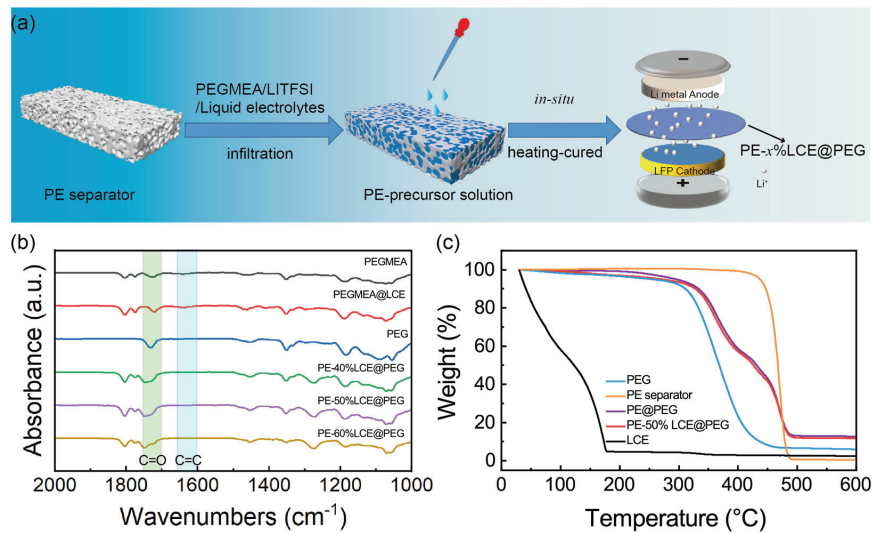 (a)
PEGMEA/LITFSI
/Liquid electrolytes
infiltration
PE separator
PE-precursor solution
in-situ
heating-cured
-
Li metal Anode
PE-x%LCE@PEG
LFP Cathode
Li⁺
+
(b)
Absorbance (a.u.)
PEGMEA
PEGMEA@LCE
PEG
PE-40%LCE@PEG
PE-50%LCE@PEG
PE-60%LCE@PEG
C=O C=C
2000 1800 1600 1400 1200 1000
Wavenumbers (cm⁻¹)
(c)
Weight (%)
100
80
60
40
20
0
PEG
PE separator
PE@PEG
PE-50% LCE@PEG
LCE
0 100 200 300 400 500 600
Temperature (°C)